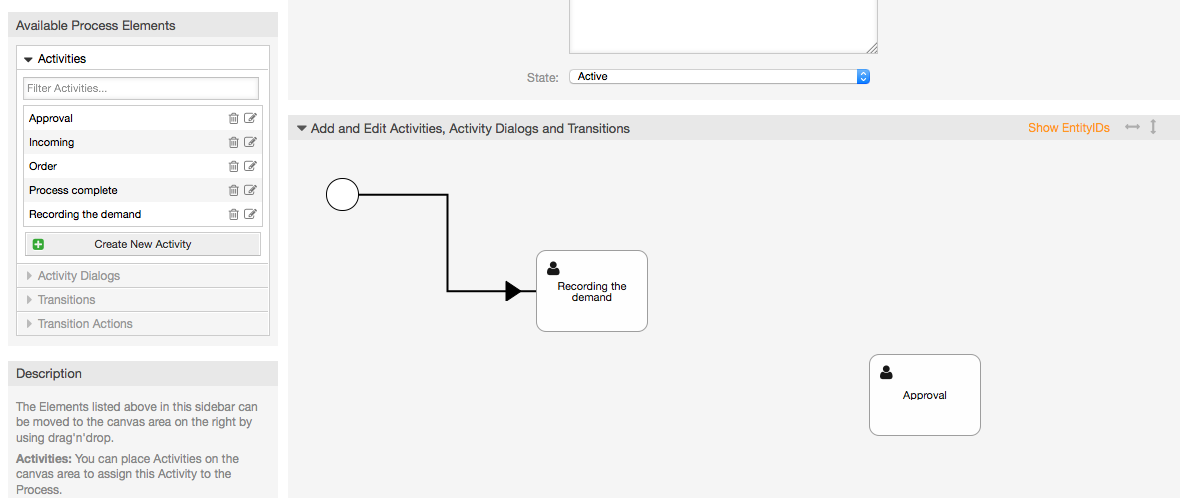 Available Process Elements
Activities
Filter Activities...
Approval
Incoming
Order
Process complete
Recording the demand
Create New Activity
Activity Dialogs
Transitions
Transition Actions
Description
The Elements listed above in this sidebar can
be moved to the canvas area on the right by
using drag'n'drop.
Activities: You can place Activities on the
canvas area to assign this Activity to the
Process.
State:
Active
Add and Edit Activities, Activity Dialogs and Transitions
Show EntityIDs
Recording the
demand
Approval